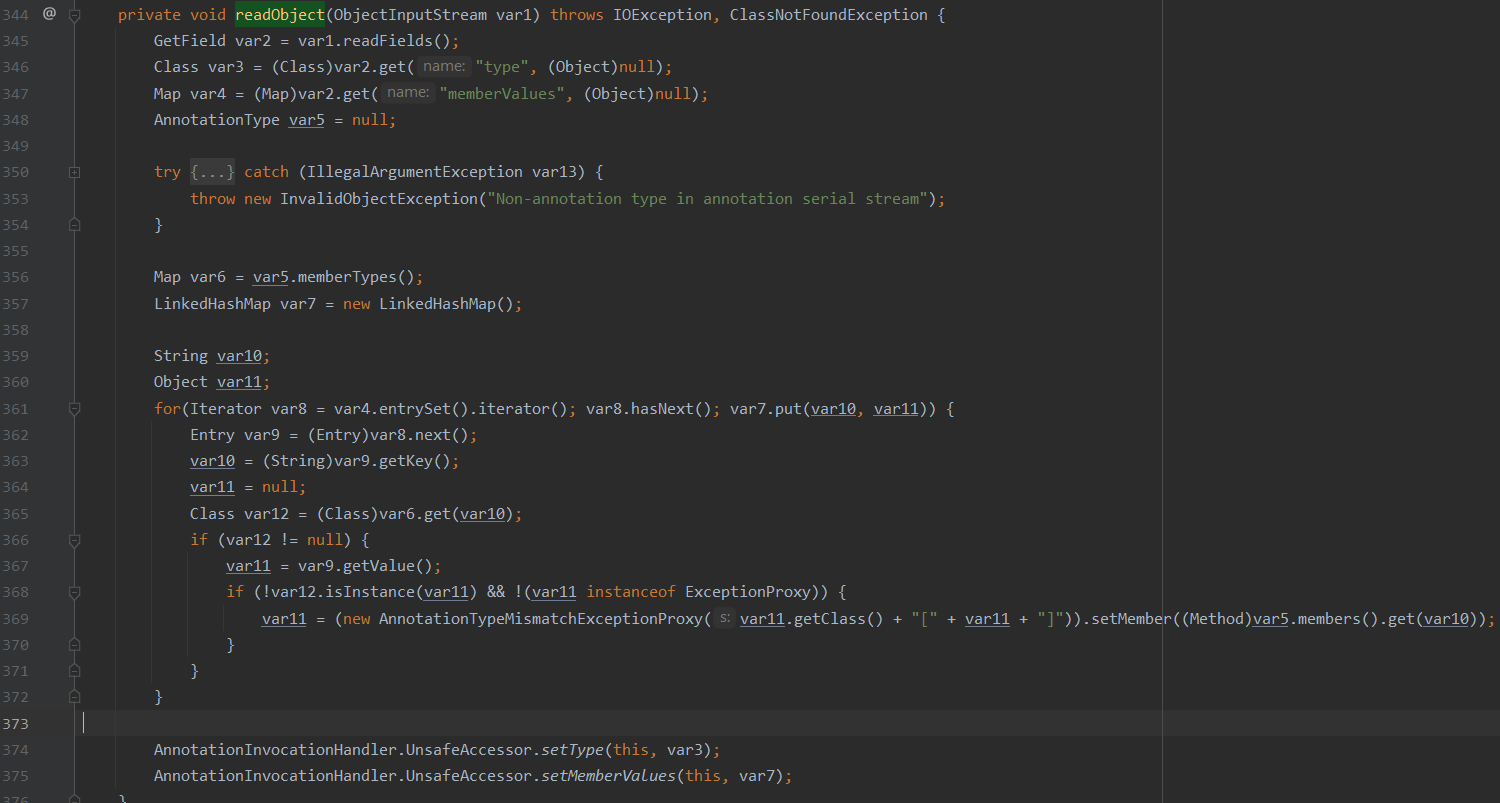 344 @ private void readObject(ObjectInputStream var1) throws IOException, ClassNotFoundException {
345 GetField var2 = var1.readFields();
346 Class var3 = (Class)var2.get( name: "type", (Object)null);
347 Map var4 = (Map)var2.get( name: "memberValues", (Object)null);
348 AnnotationType var5 = null;
349
350 try {...} catch (IllegalArgumentException var13) {
353 throw new InvalidObjectException("Non-annotation type in annotation serial stream");
354 }
355
356 Map var6 = var5.memberTypes();
357 LinkedHashMap var7 = new LinkedHashMap();
358
359 String var10;
360 Object var11;
361 for(Iterator var8 = var4.entrySet().iterator(); var8.hasNext(); var7.put(var10, var11)) {
362 Entry var9 = (Entry)var8.next();
363 var10 = (String)var9.getKey();
364 var11 = null;
365 Class var12 = (Class)var6.get(var10);
366 if (var12 != null) {
367 var11 = var9.getValue();
368 if (!var12.isInstance(var11) && !(var11 instanceof ExceptionProxy)) {
369 var11 = (new AnnotationTypeMismatchExceptionProxy( s: var11.getClass() + "[" + var11 + "]")).setMember((Method)var5.members().get(var10));
370 }
371 }
372 }
373
374 AnnotationInvocationHandler.UnsafeAccessor.setType(this, var3);
375 AnnotationInvocationHandler.UnsafeAccessor.setMemberValues(this, var7);
376 }